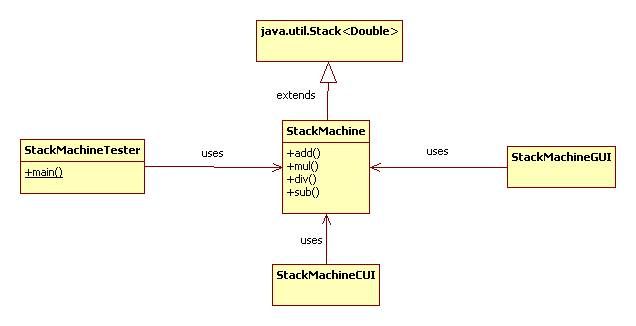 java.util.Stack<Double>
extends
StackMachine
+add()
+mul()
+div()
+sub()
StackMachineTester
+main()
uses
uses
StackMachineGUI
uses
StackMachineCUI